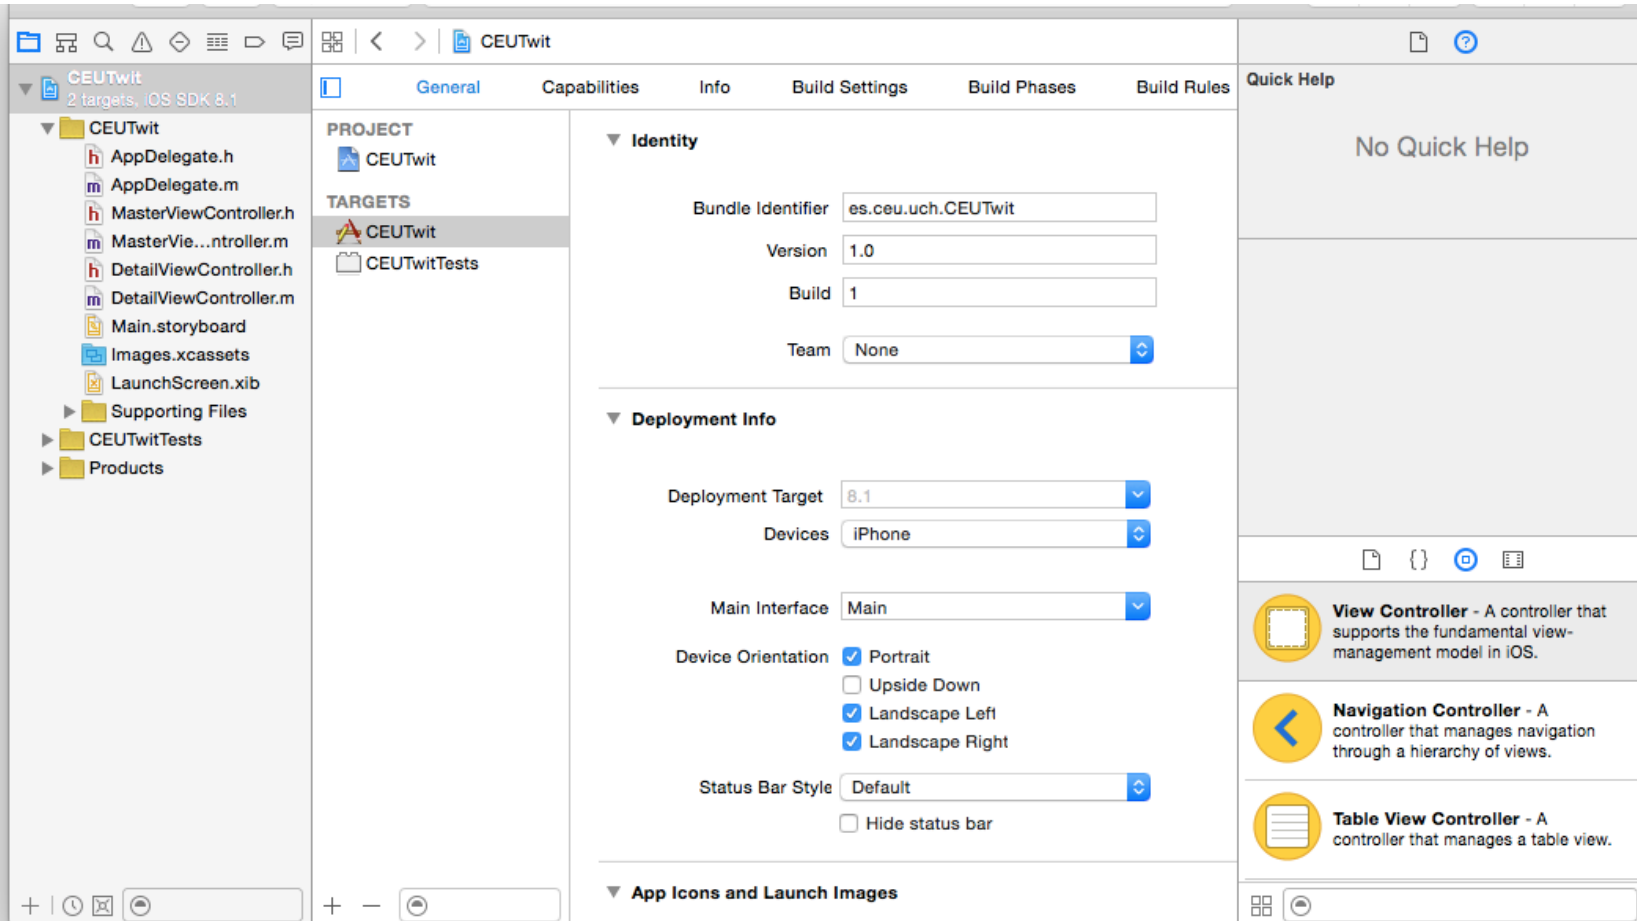 CEUTwit
CEUTwit
2 targets, iOS SDK 8.1
CEUTwit
AppDelegate.h
AppDelegate.m
MasterViewController.h
MasterVie...ntroller.m
DetailViewController.h
DetailViewController.m
Main.storyboard
Images.xcassets
LaunchScreen.xib
Supporting Files
CEUTwitTests
Products
General Capabilities Info Build Settings Build Phases Build Rules
PROJECT
CEUTwit
TARGETS
CEUTwit
CEUTwitTests
Identity
Bundle Identifier es.ceu.uch.CEUTwit
Version 1.0
Build 1
Team None
Deployment Info
Deployment Target 8.1
Devices iPhone
Main Interface Main
Device Orientation Portrait
Upside Down
Landscape Left
Landscape Right
Status Bar Style Default
Hide status bar
App Icons and Launch Images
Quick Help
No Quick Help
View Controller - A controller that
supports the fundamental view-
management model in iOS.
Navigation Controller - A
controller that manages navigation
through a hierarchy of views.
Table View Controller - A
controller that manages a table view.